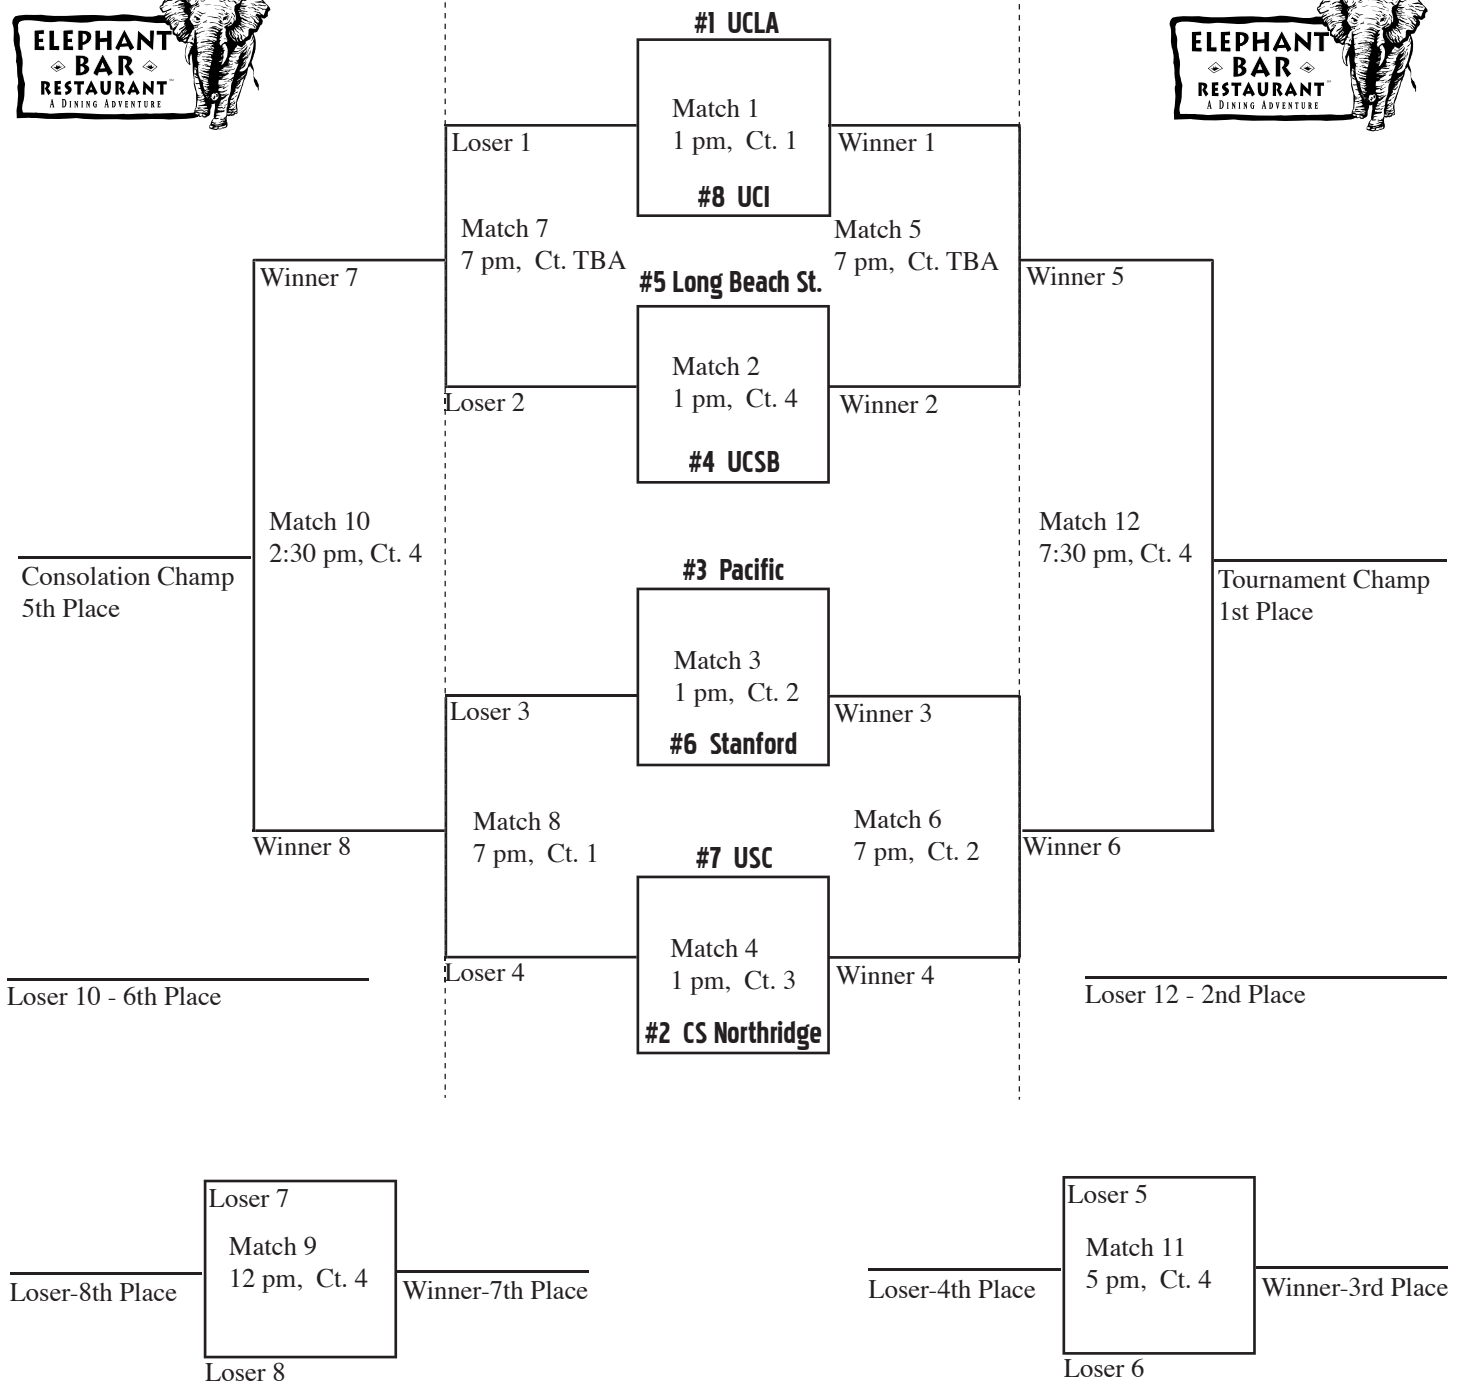 ELEPHANT
BAR
RESTAURANT
A DINING ADVENTURE
#1 UCLA
ELEPHANT
BAR
RESTAURANT
A DINING ADVENTURE
Match 1
1 pm, Ct. 1
Loser 1
Winner 1
#8 UCI
Match 7
7 pm, Ct. TBA
Match 5
7 pm, Ct. TBA
#5 Long Beach St.
Winner 7
Winner 5
Match 2
1 pm, Ct. 4
Loser 2
Winner 2
#4 UCSB
Match 10
2:30 pm, Ct. 4
Match 12
7:30 pm, Ct. 4
#3 Pacific
Consolation Champ
5th Place
Tournament Champ
1st Place
Match 3
1 pm, Ct. 2
Loser 3
Winner 3
#6 Stanford
Match 8
7 pm, Ct. 1
Match 6
7 pm, Ct. 2
Winner 8
#7 USC
Winner 6
Match 4
1 pm, Ct. 3
Loser 4
Winner 4
Loser 10 - 6th Place
Loser 12 - 2nd Place
#2 CS Northridge
Loser 7
Match 9
12 pm, Ct. 4
Loser-8th Place
Winner-7th Place
Loser 8
Loser 5
Match 11
5 pm, Ct. 4
Loser-4th Place
Winner-3rd Place
Loser 6